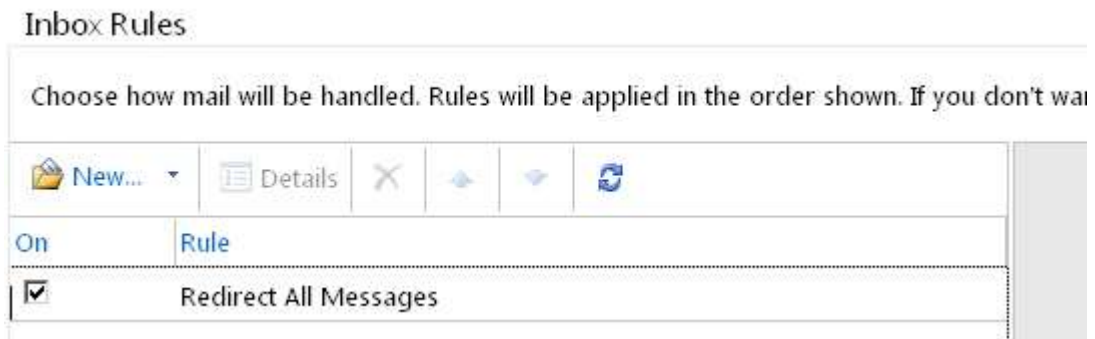 Inbox Rules
Choose how mail will be handled. Rules will be applied in the order shown. If you don't
New... Details
On Rule
Redirect All Messages